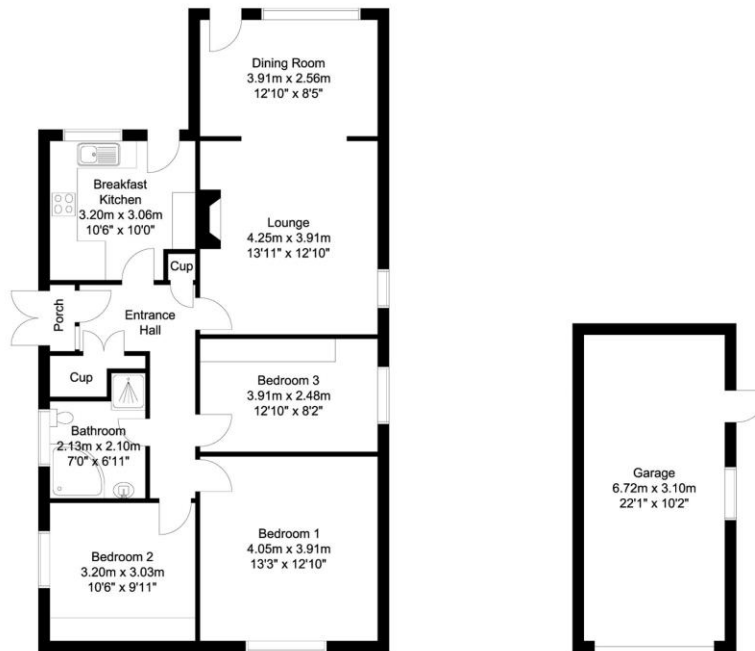 Dining Room
3.91m x 2.56m
12'10" x 8'5"
Breakfast
Kitchen
3.20m x 3.06m
10'6" x 10'0"
Lounge
4.25m x 3.91m
13'11" x 12'10"
Cup
Porch
Entrance
Hall
Cup
Bedroom 3
3.91m x 2.48m
12'10" x 8'2"
Bathroom
2.13m x 2.10m
7'0" x 6'11"
Bedroom 2
3.20m x 3.03m
10'6" x 9'11"
Bedroom 1
4.05m x 3.91m
13'3" x 12'10"
Garage
6.72m x 3.10m
22'1" x 10'2"